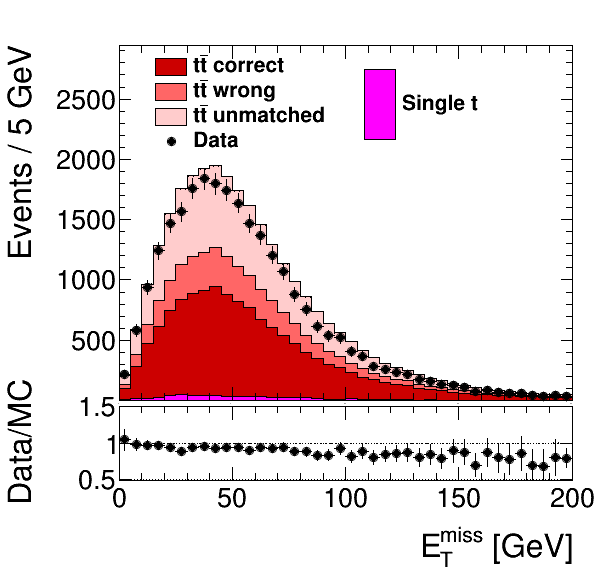 Events / 5 GeV
2500
2000
1500
1000
500
tt̄ correct
tt̄ wrong
tt̄ unmatched
Data
Single t
Data/MC
1.5
1
0.5
0 50 100 150 200
E_T^miss [GeV]